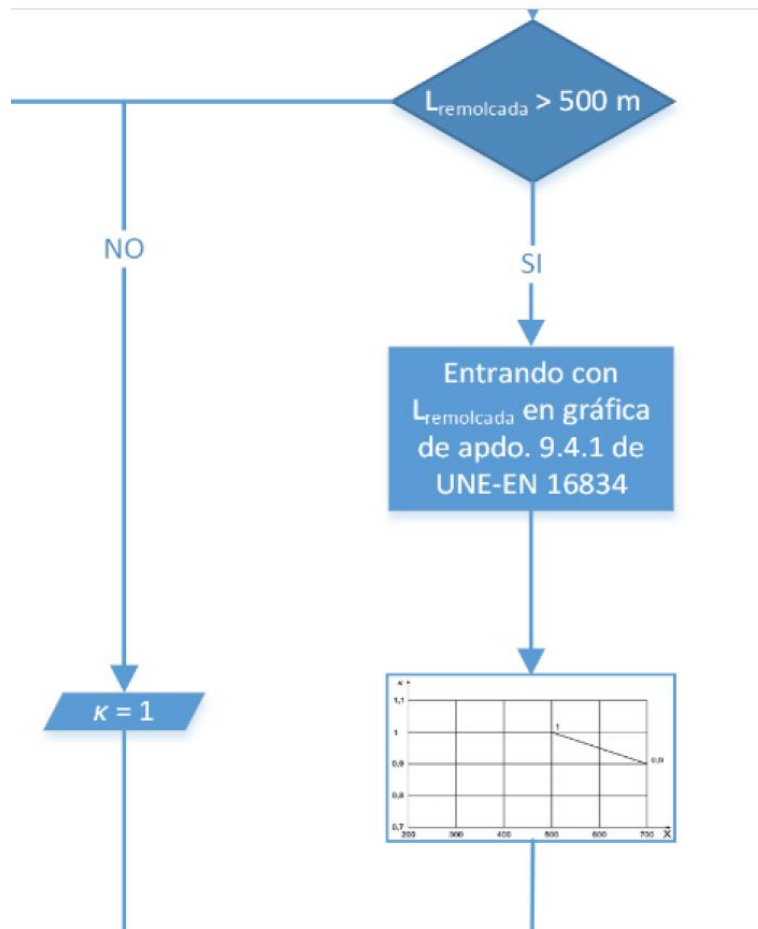 Lremolcada > 500 m
NO
SI
Entrando con
Lremolcada en gráfica
de apdo. 9.4.1 de
UNE-EN 16834
κ = 1
κ
1,1
1
1
0,9
0,9
0,8
0,7
200 300 400 500 600 700 X